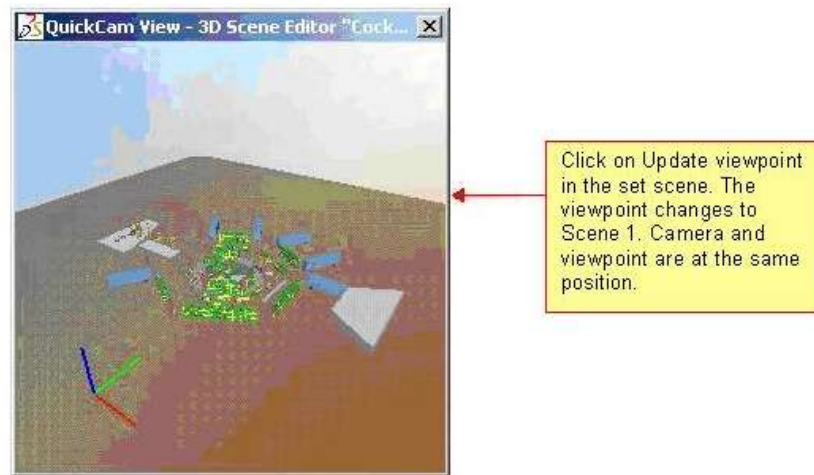 QuickCam View - 3D Scene Editor "Cock...
Click on Update viewpoint
in the set scene. The
viewpoint changes to
Scene 1. Camera and
viewpoint are at the same
position.